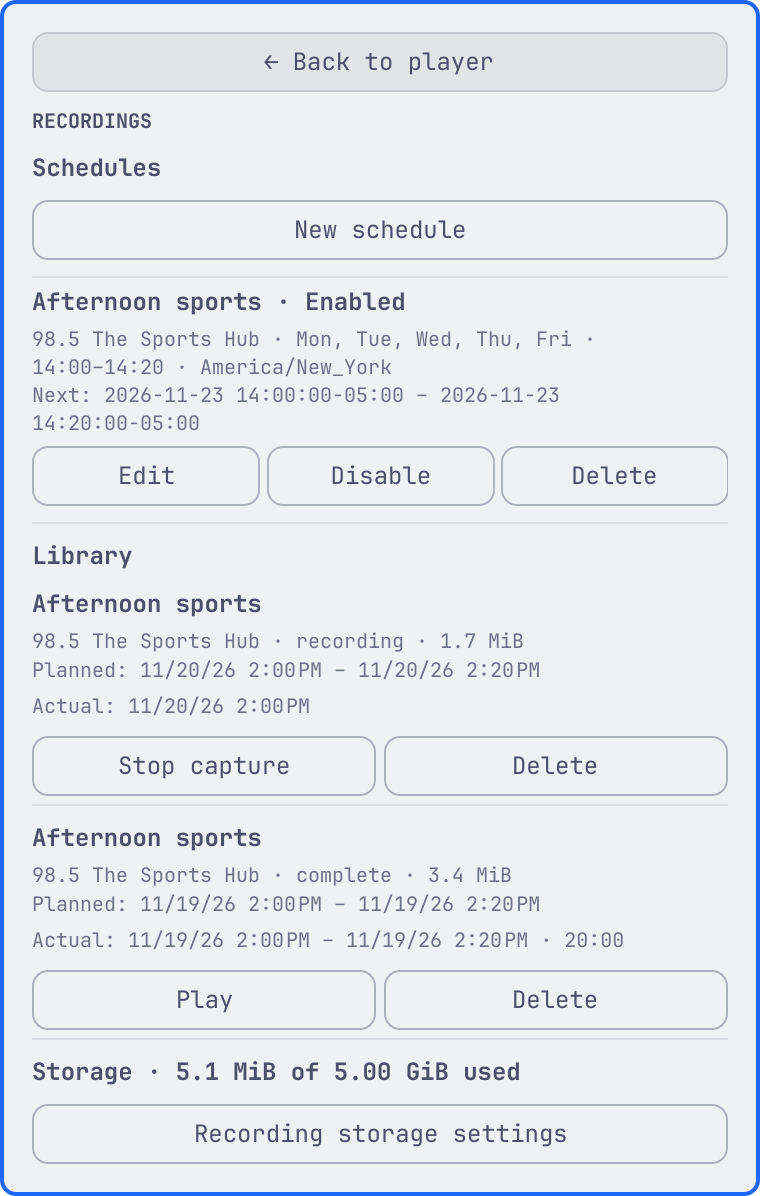 ← Back to player
RECORDINGS
Schedules
New schedule
Afternoon sports · Enabled
98.5 The Sports Hub · Mon, Tue, Wed, Thu, Fri ·
14:00–14:20 · America/New_York
Next: 2026-11-23 14:00:00-05:00 – 2026-11-23
14:20:00-05:00
Edit
Disable
Delete
Library
Afternoon sports
98.5 The Sports Hub · recording · 1.7 MiB
Planned: 11/20/26 2:00 PM – 11/20/26 2:20 PM
Actual: 11/20/26 2:00 PM
Stop capture
Delete
Afternoon sports
98.5 The Sports Hub · complete · 3.4 MiB
Planned: 11/19/26 2:00 PM – 11/19/26 2:20 PM
Actual: 11/19/26 2:00 PM – 11/19/26 2:20 PM · 20:00
Play
Delete
Storage · 5.1 MiB of 5.00 GiB used
Recording storage settings